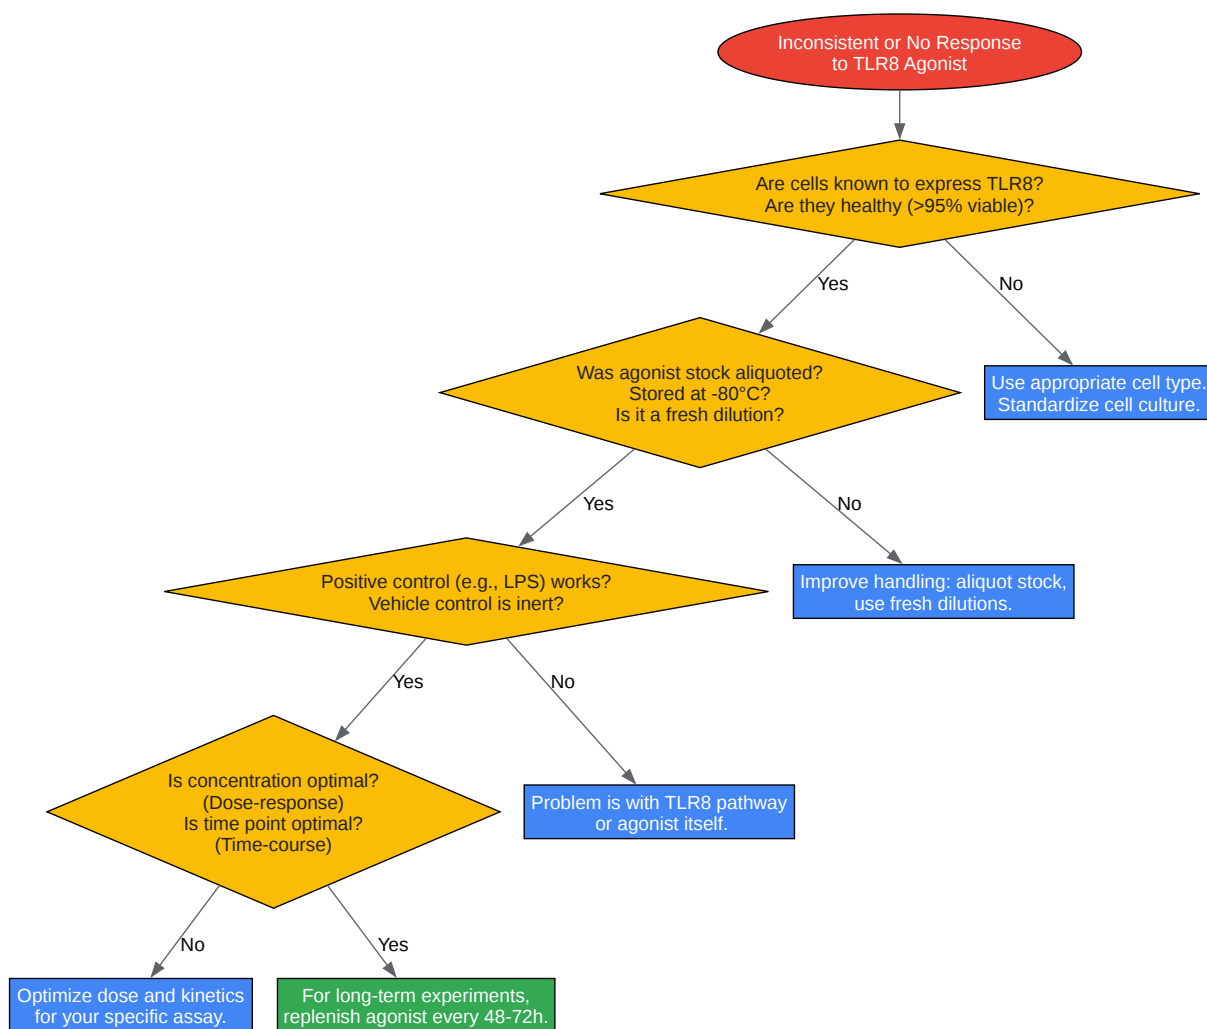 Inconsistent or No Response
to TLR8 Agonist
Are cells known to express TLR8?
Are they healthy (>95% viable)?
Yes
No
Was agonist stock aliquoted?
Stored at -80°C?
Is it a fresh dilution?
Use appropriate cell type.
Standardize cell culture.
Yes
No
Positive control (e.g., LPS) works?
Vehicle control is inert?
Improve handling: aliquot stock,
use fresh dilutions.
Yes
No
Is concentration optimal?
(Dose-response)
Is time point optimal?
(Time-course)
Problem is with TLR8 pathway
or agonist itself.
No
Yes
Optimize dose and kinetics
for your specific assay.
For long-term experiments,
replenish agonist every 48-72h.